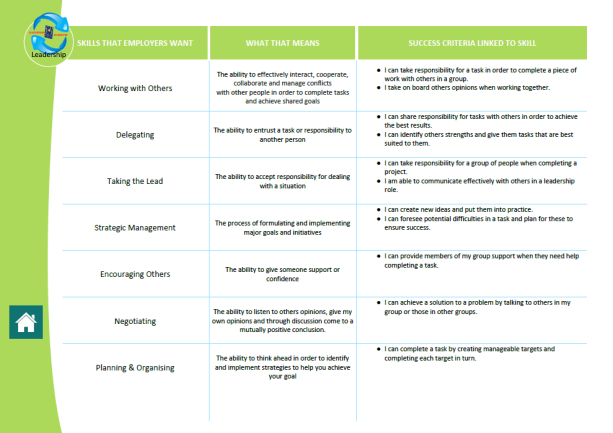 Leadership
SKILLS THAT EMPLOYERS WANT
WHAT THAT MEANS
SUCCESS CRITERIA LINKED TO SKILL
Working with Others
The ability to effectively interact, cooperate,
collaborate and manage conflicts
with other people in order to complete tasks
and achieve shared goals
• I can take responsibility for a task in order to complete a piece of
work with others in a group.
• I take on board others opinions when working together.
Delegating
The ability to entrust a task or responsibility to
another person
• I can share responsibility for tasks with others in order to achieve
the best results.
• I can identify others strengths and give them tasks that are best
suited to them.
Taking the Lead
The ability to accept responsibility for dealing
with a situation
• I can take responsibility for a group of people when completing a
project.
• I am able to communicate effectively with others in a leadership
role.
Strategic Management
The process of formulating and implementing
major goals and initiatives
• I can create new ideas and put them into practice.
• I can foresee potential difficulties in a task and plan for these to
ensure success.
Encouraging Others
The ability to give someone support or
confidence
• I can provide members of my group support when they need help
completing a task.
Negotiating
The ability to listen to others opinions, give my
own opinions and through discussion come to a
mutually positive conclusion.
• I can achieve a solution to a problem by talking to others in my
group or those in other groups.
Planning & Organising
The ability to think ahead in order to identify
and implement strategies to help you achieve
your goal
• I can complete a task by creating manageable targets and
completing each target in turn.